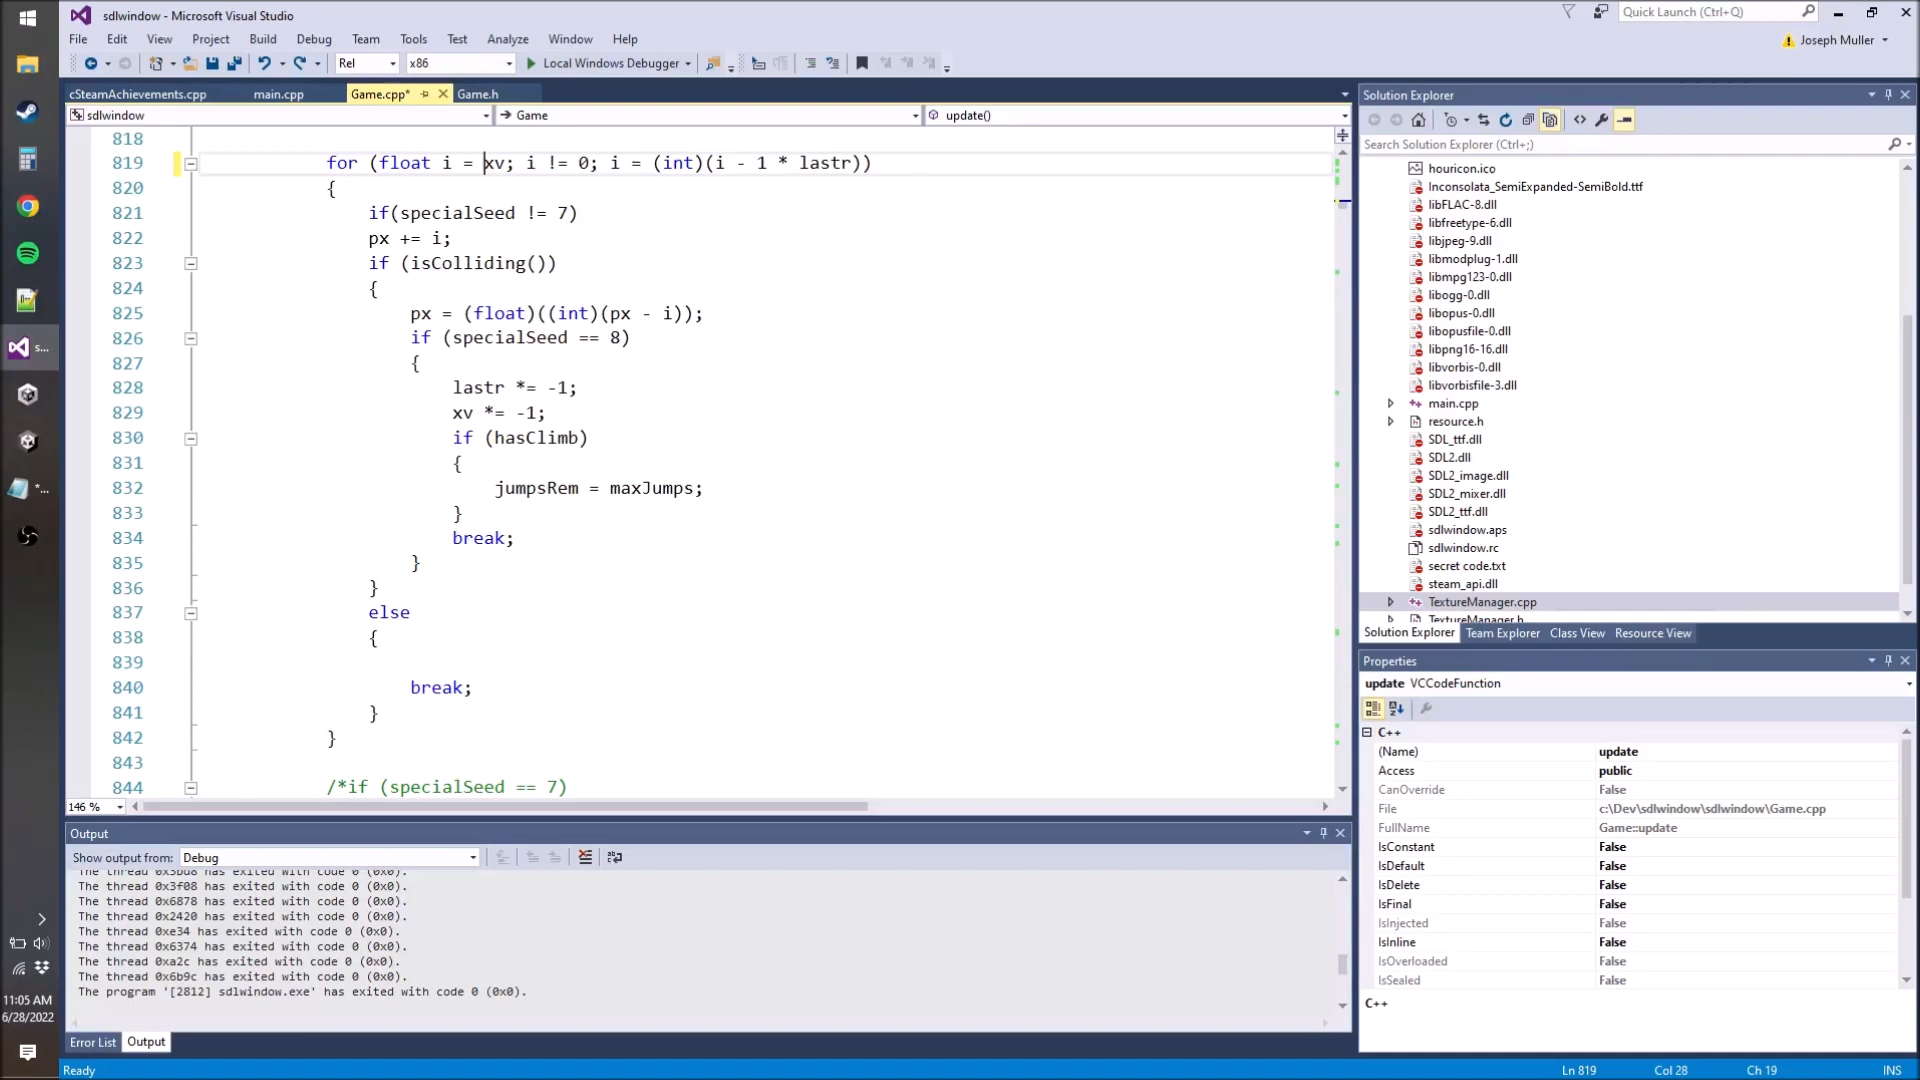 sdlwindow - Microsoft Visual Studio
Quick Launch (Ctrl+Q)
File Edit View Project Build Debug Team Tools Test Analyze Window Help
Joseph Muller
Rel x86 Local Windows Debugger
cSteamAchievements.cpp main.cpp Game.cpp* Game.h
sdlwindow Game update()
818
819 for (float i = xv; i != 0; i = (int)(i - 1 * lastr))
820 {
821 if(specialSeed != 7)
822 px += i;
823 if (isColliding())
824 {
825 px = (float)((int)(px - i));
826 if (specialSeed == 8)
827 {
828 lastr *= -1;
829 xv *= -1;
830 if (hasClimb)
831 {
832 jumpsRem = maxJumps;
833 }
834 break;
835 }
836 }
837 else
838 {
839
840 break;
841 }
842 }
843
844 /*if (specialSeed == 7)
146 %
Output
Show output from: Debug
The thread 0x3bd8 has exited with code 0 (0x0).
The thread 0x3f08 has exited with code 0 (0x0).
The thread 0x6878 has exited with code 0 (0x0).
The thread 0x2420 has exited with code 0 (0x0).
The thread 0xe34 has exited with code 0 (0x0).
The thread 0x6374 has exited with code 0 (0x0).
The thread 0xa2c has exited with code 0 (0x0).
The thread 0x6b9c has exited with code 0 (0x0).
The program '[2812] sdlwindow.exe' has exited with code 0 (0x0).
Error List Output
Solution Explorer
Search Solution Explorer (Ctrl+;)
houricon.ico
Inconsolata_SemiExpanded-SemiBold.ttf
libFLAC-8.dll
libfreetype-6.dll
libjpeg-9.dll
libmodplug-1.dll
libmpg123-0.dll
libogg-0.dll
libopus-0.dll
libopusfile-0.dll
libpng16-16.dll
libvorbis-0.dll
libvorbisfile-3.dll
main.cpp
resource.h
SDL_ttf.dll
SDL2.dll
SDL2_image.dll
SDL2_mixer.dll
SDL2_ttf.dll
sdlwindow.aps
sdlwindow.rc
secret code.txt
steam_api.dll
TextureManager.cpp
TextureManager.h
Solution Explorer Team Explorer Class View Resource View
Properties
update VCCodeFunction
C++
(Name) update
Access public
CanOverride False
File c:\Dev\sdlwindow\sdlwindow\Game.cpp
FullName Game::update
IsConstant False
IsDefault False
IsDelete False
IsFinal False
IsInjected False
IsInline False
IsOverloaded False
IsSealed False
C++
s...
*...
11:05 AM
6/28/2022
Ready Ln 819 Col 28 Ch 19 INS